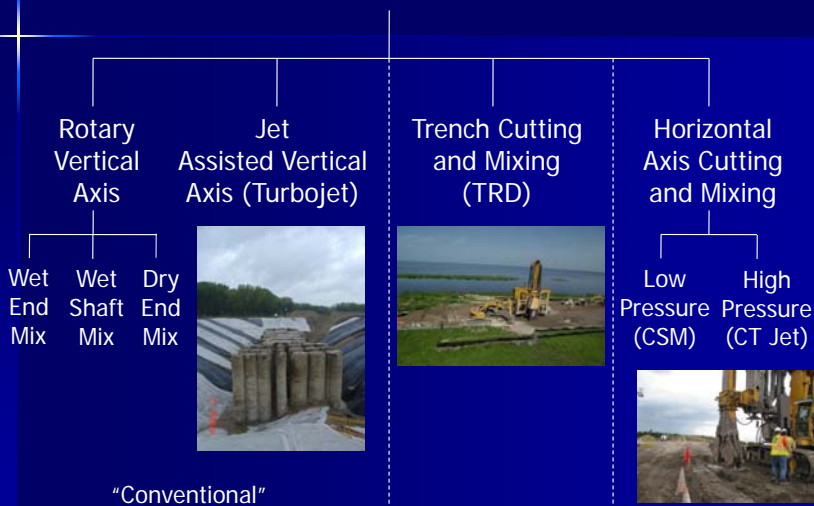 Rotary
Vertical
Axis
Jet
Assisted Vertical
Axis (Turbojet)
Trench Cutting
and Mixing
(TRD)
Horizontal
Axis Cutting
and Mixing
Wet
End
Mix
Wet
Shaft
Mix
Dry
End
Mix
Low
Pressure
(CSM)
High
Pressure
(CT Jet)
"Conventional"